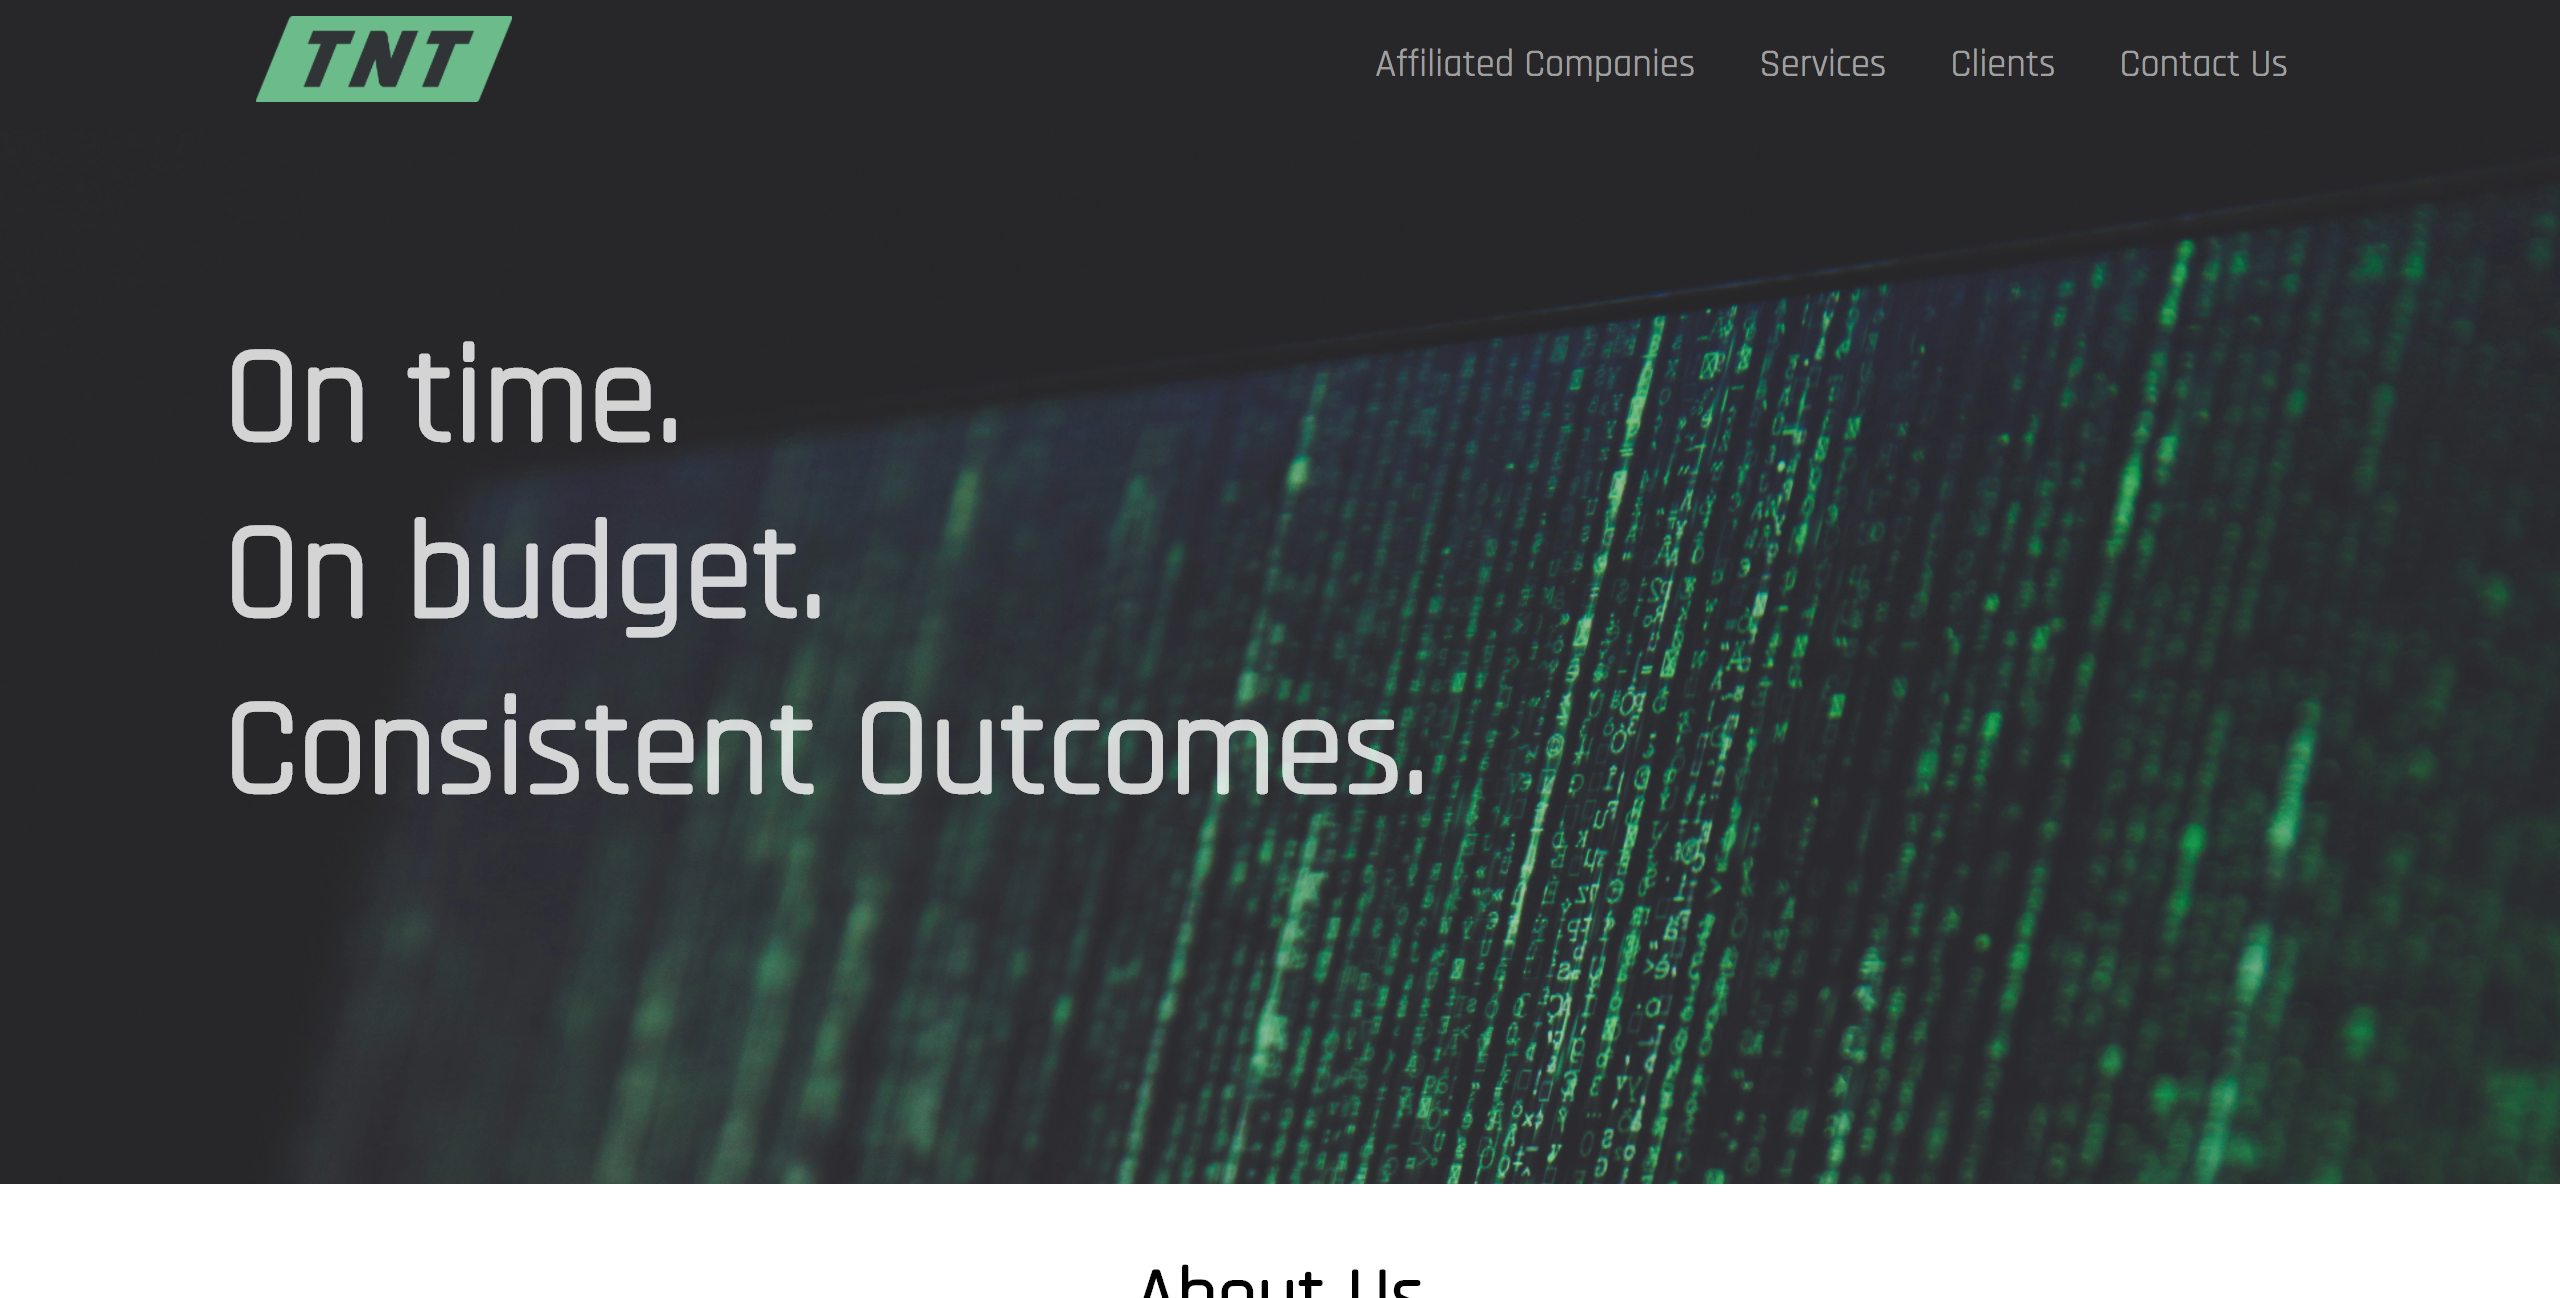 TNT
Affiliated Companies Services Clients Contact Us
On time.
On budget.
Consistent Outcomes.
About Us